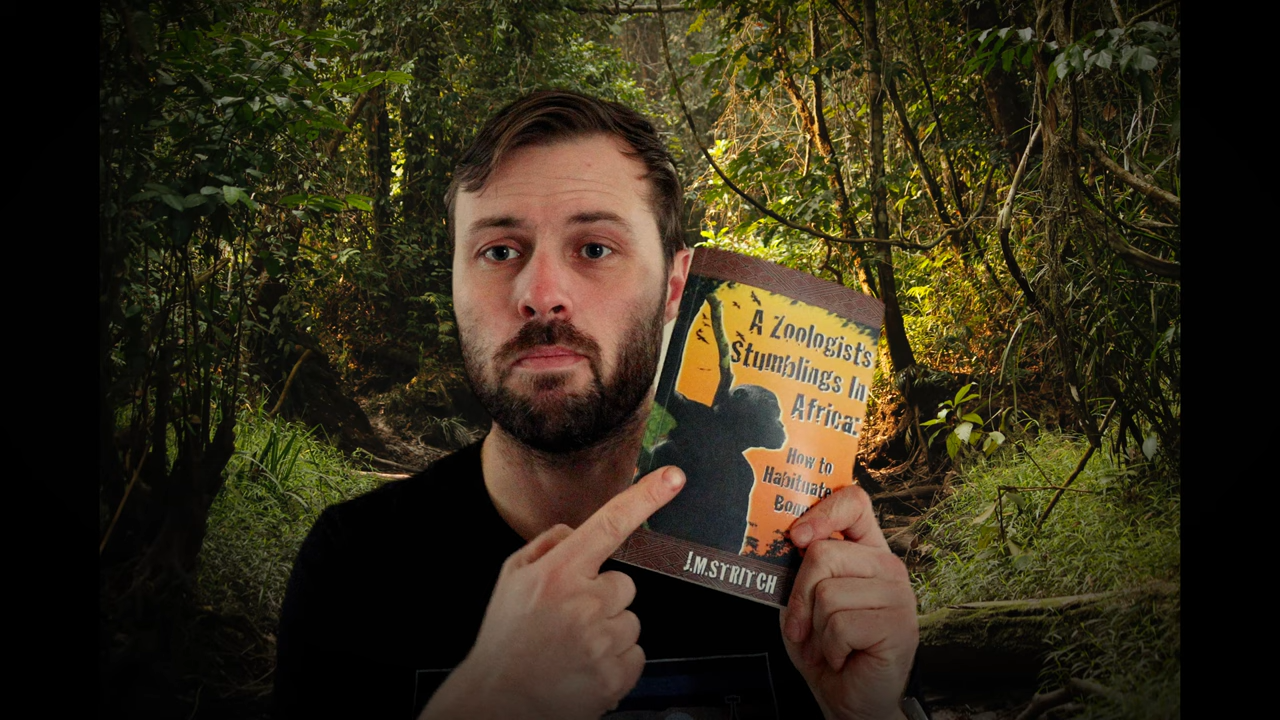 A Zoologist's
Stumblings In
Africa:
How to
Habituate
J.M.STRITCH